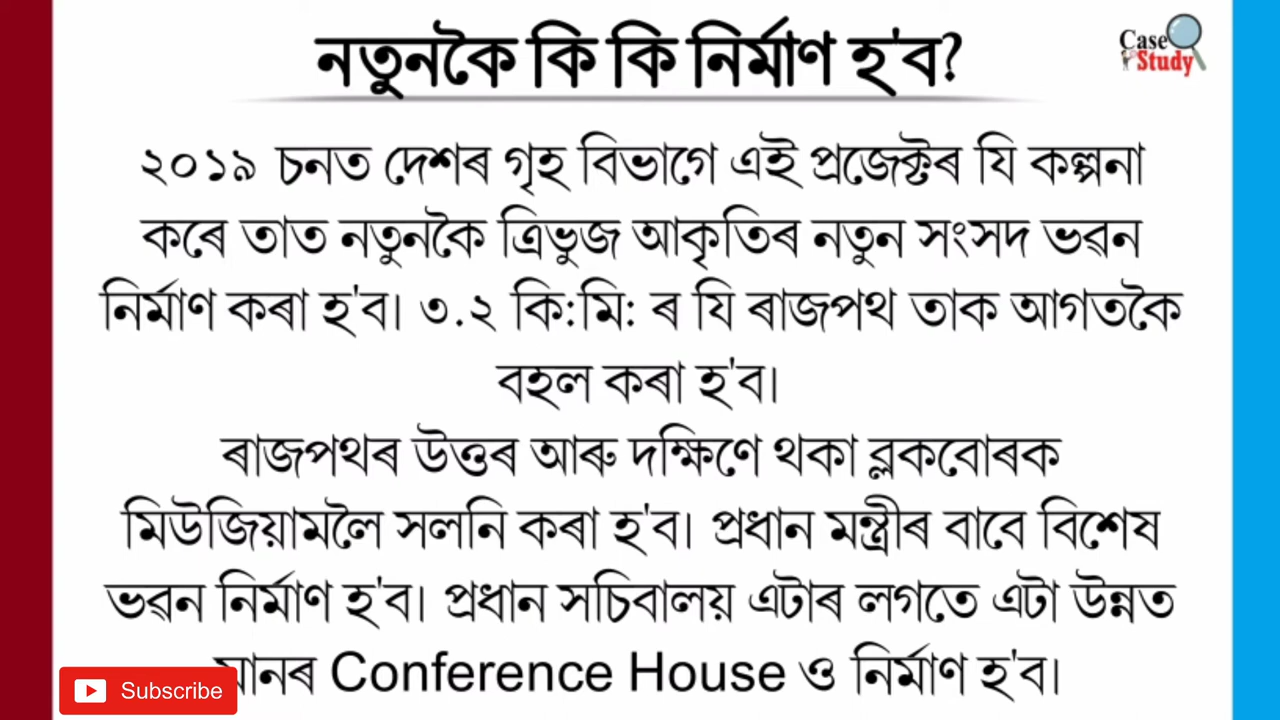 নতুনকৈ কি কি নিৰ্মাণ হ'ব?
Case
Study
২০১৯ চনত দেশৰ গৃহ বিভাগে এই প্ৰজেক্টৰ যি কল্পনা
কৰে তাত নতুনকৈ ত্ৰিভুজ আকৃতিৰ নতুন সংসদ ভৱন
নিৰ্মাণ কৰা হ'ব। ৩.২ কি:মি: ৰ যি ৰাজপথ তাক আগতকৈ
বহল কৰা হ'ব।
ৰাজপথৰ উত্তৰ আৰু দক্ষিণে থকা ব্লকবোৰক
মিউজিয়ামলৈ সলনি কৰা হ'ব। প্ৰধান মন্ত্ৰীৰ বাবে বিশেষ
ভৱন নিৰ্মাণ হ'ব। প্ৰধান সচিবালয় এটাৰ লগতে এটা উন্নত
মানৰ Conference House ও নিৰ্মাণ হ'ব।
Subscribe